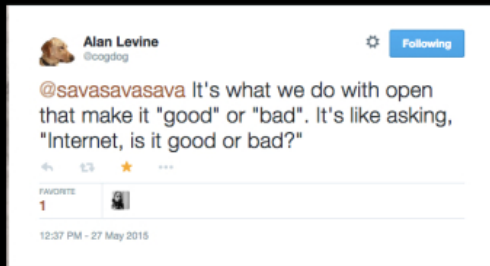 Alan Levine
@cogdog
Following
@savasavasava It's what we do with open
that make it "good" or "bad". It's like asking,
"Internet, is it good or bad?"
FAVORITE
1
12:37 PM - 27 May 2015